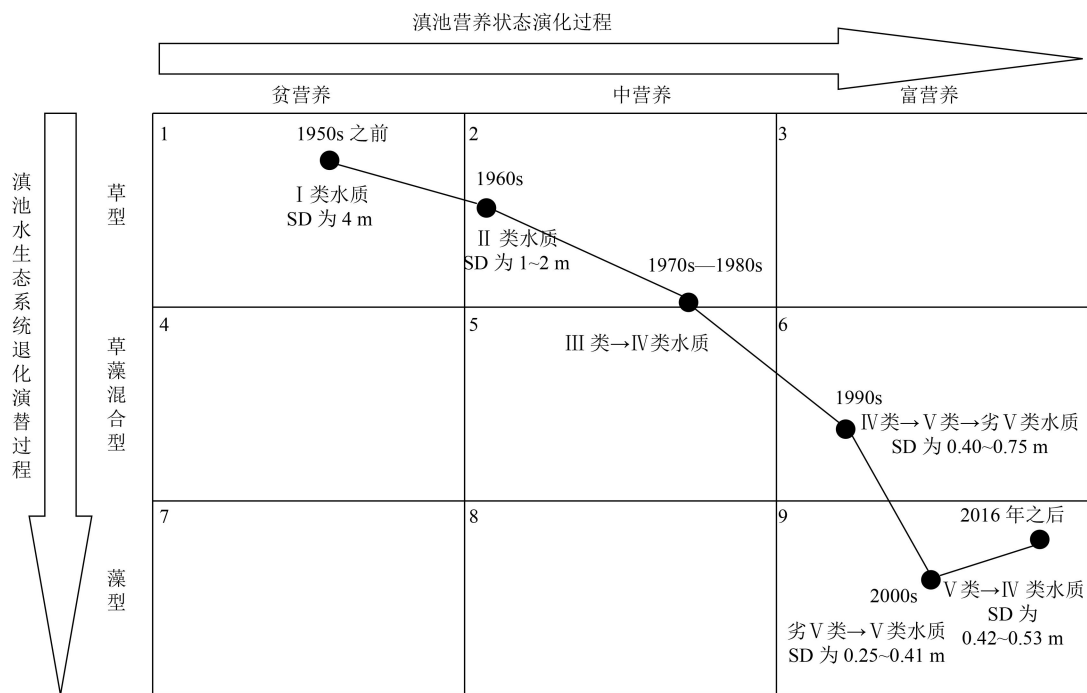 滇池营养状态演化过程
贫营养
中营养
富营养
滇池水生态系统退化演替过程
草型
草藻混合型
藻型
1
1950s 之前
Ⅰ 类水质
SD 为 4 m
2
1960s
Ⅱ 类水质
SD 为 1~2 m
1970s—1980s
3
4
5
Ⅲ 类→Ⅳ类水质
6
1990s
Ⅳ类→Ⅴ类→劣Ⅴ类水质
SD 为 0.40~0.75 m
7
8
9
2016 年之后
2000s
Ⅴ类→Ⅳ 类水质
SD 为
0.42~0.53 m
劣Ⅴ类→Ⅴ类水质
SD 为 0.25~0.41 m